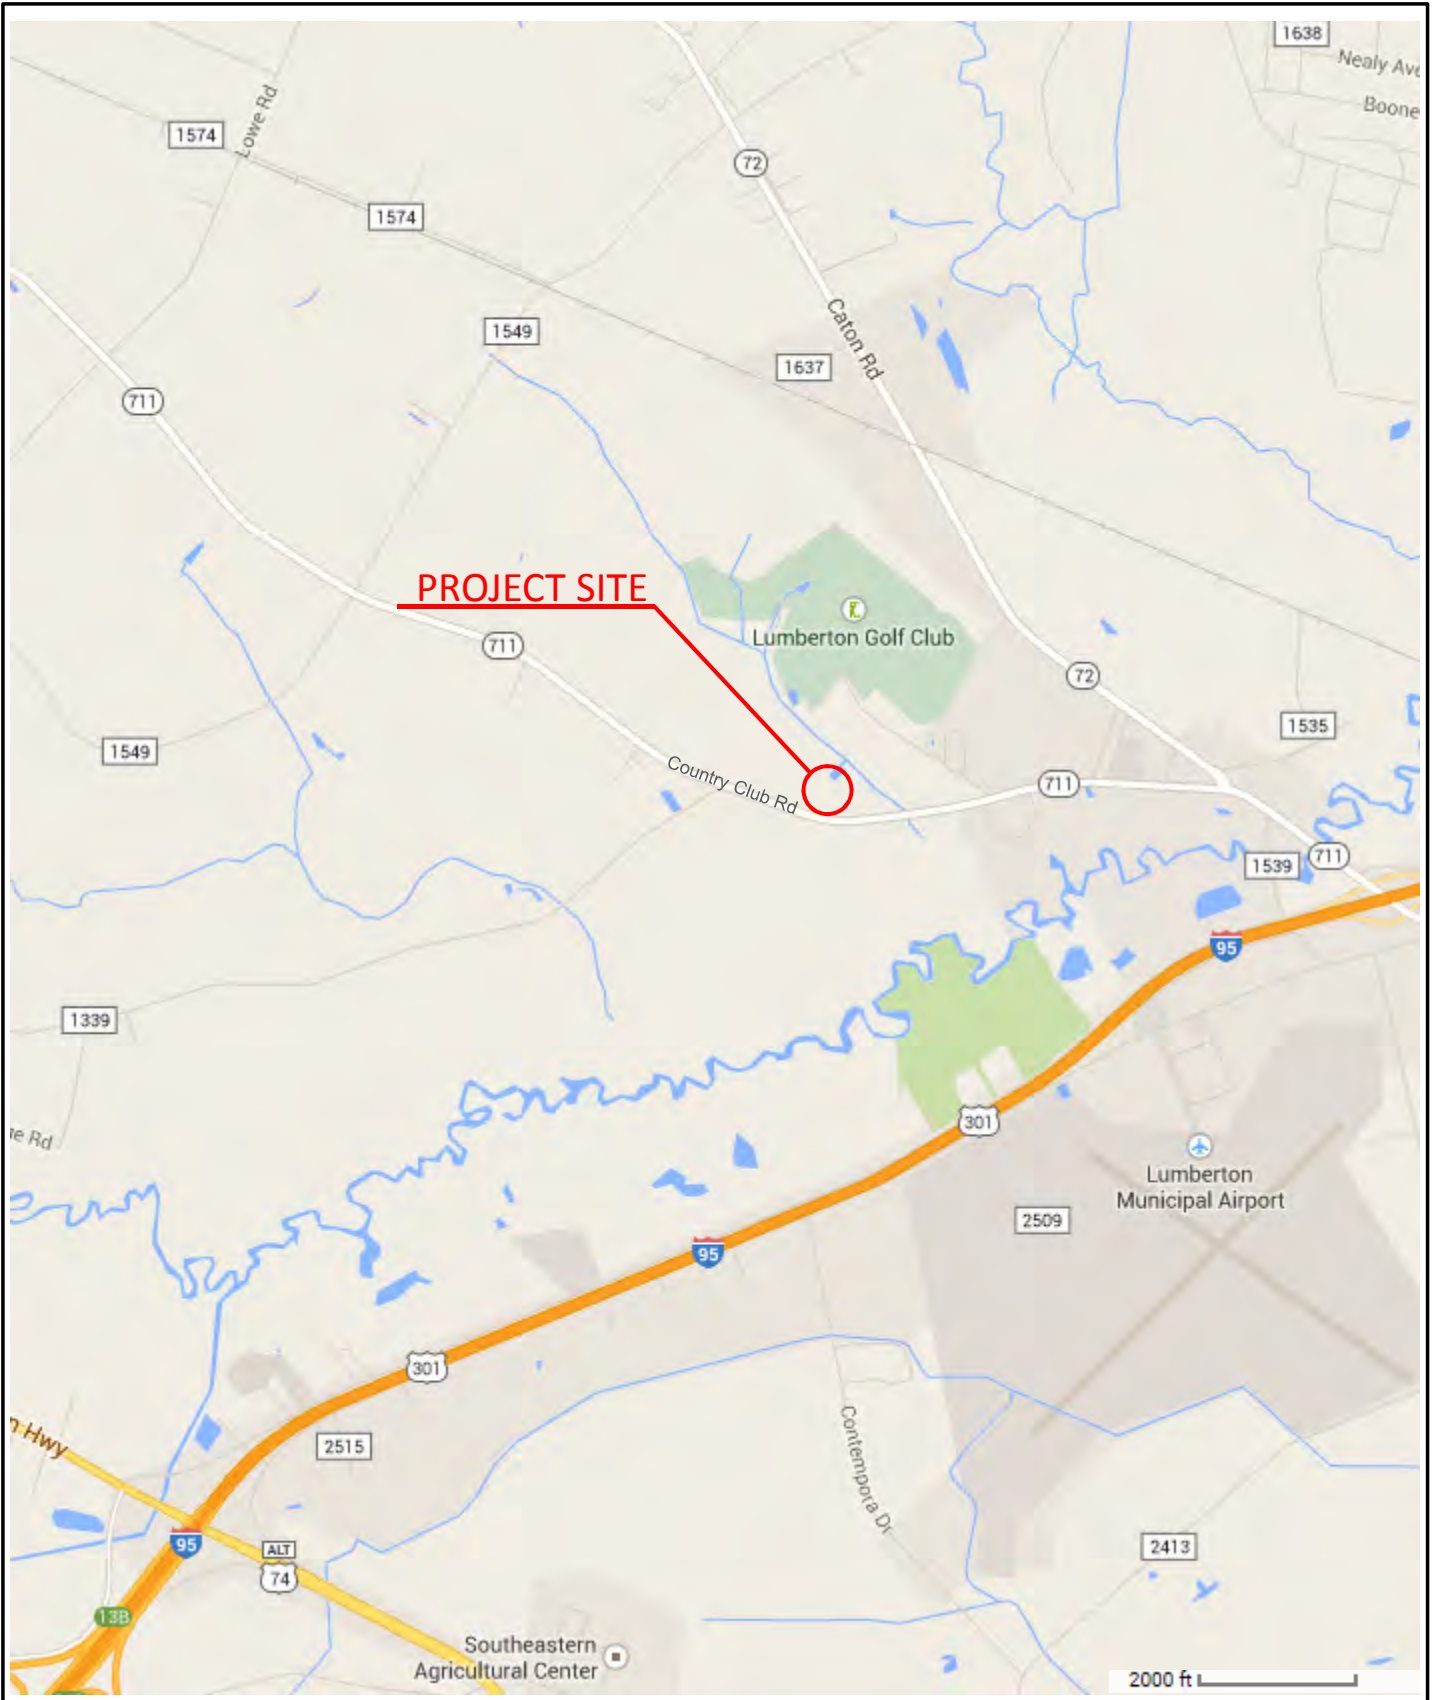 1638
Nealy Ave
Boone
Lowe Rd
1574
72
1574
Caton Rd
1549
1637
711
PROJECT SITE
Lumberton Golf Club
711
72
1549
1535
Country Club Rd
711
1539
711
95
1339
301
Lumberton
Municipal Airport
2509
95
301
Contempora Dr
Hwy
2515
95
ALT
74
2413
13B
Southeastern
Agricultural Center
2000 ft